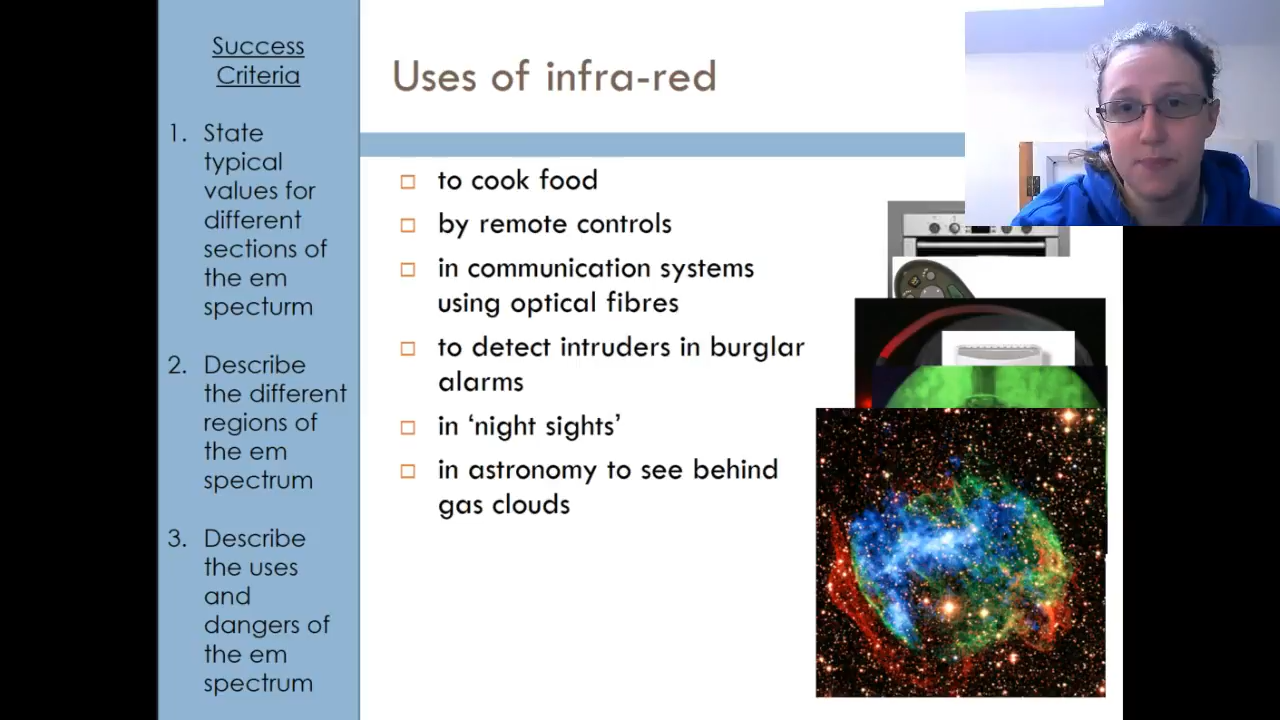 Success
Criteria
1. State
typical
values for
different
sections of
the em
specturm
2. Describe
the different
regions of
the em
spectrum
3. Describe
the uses
and
dangers of
the em
spectrum
Uses of infra-red
to cook food
by remote controls
in communication systems
using optical fibres
to detect intruders in burglar
alarms
in ‘night sights’
in astronomy to see behind
gas clouds